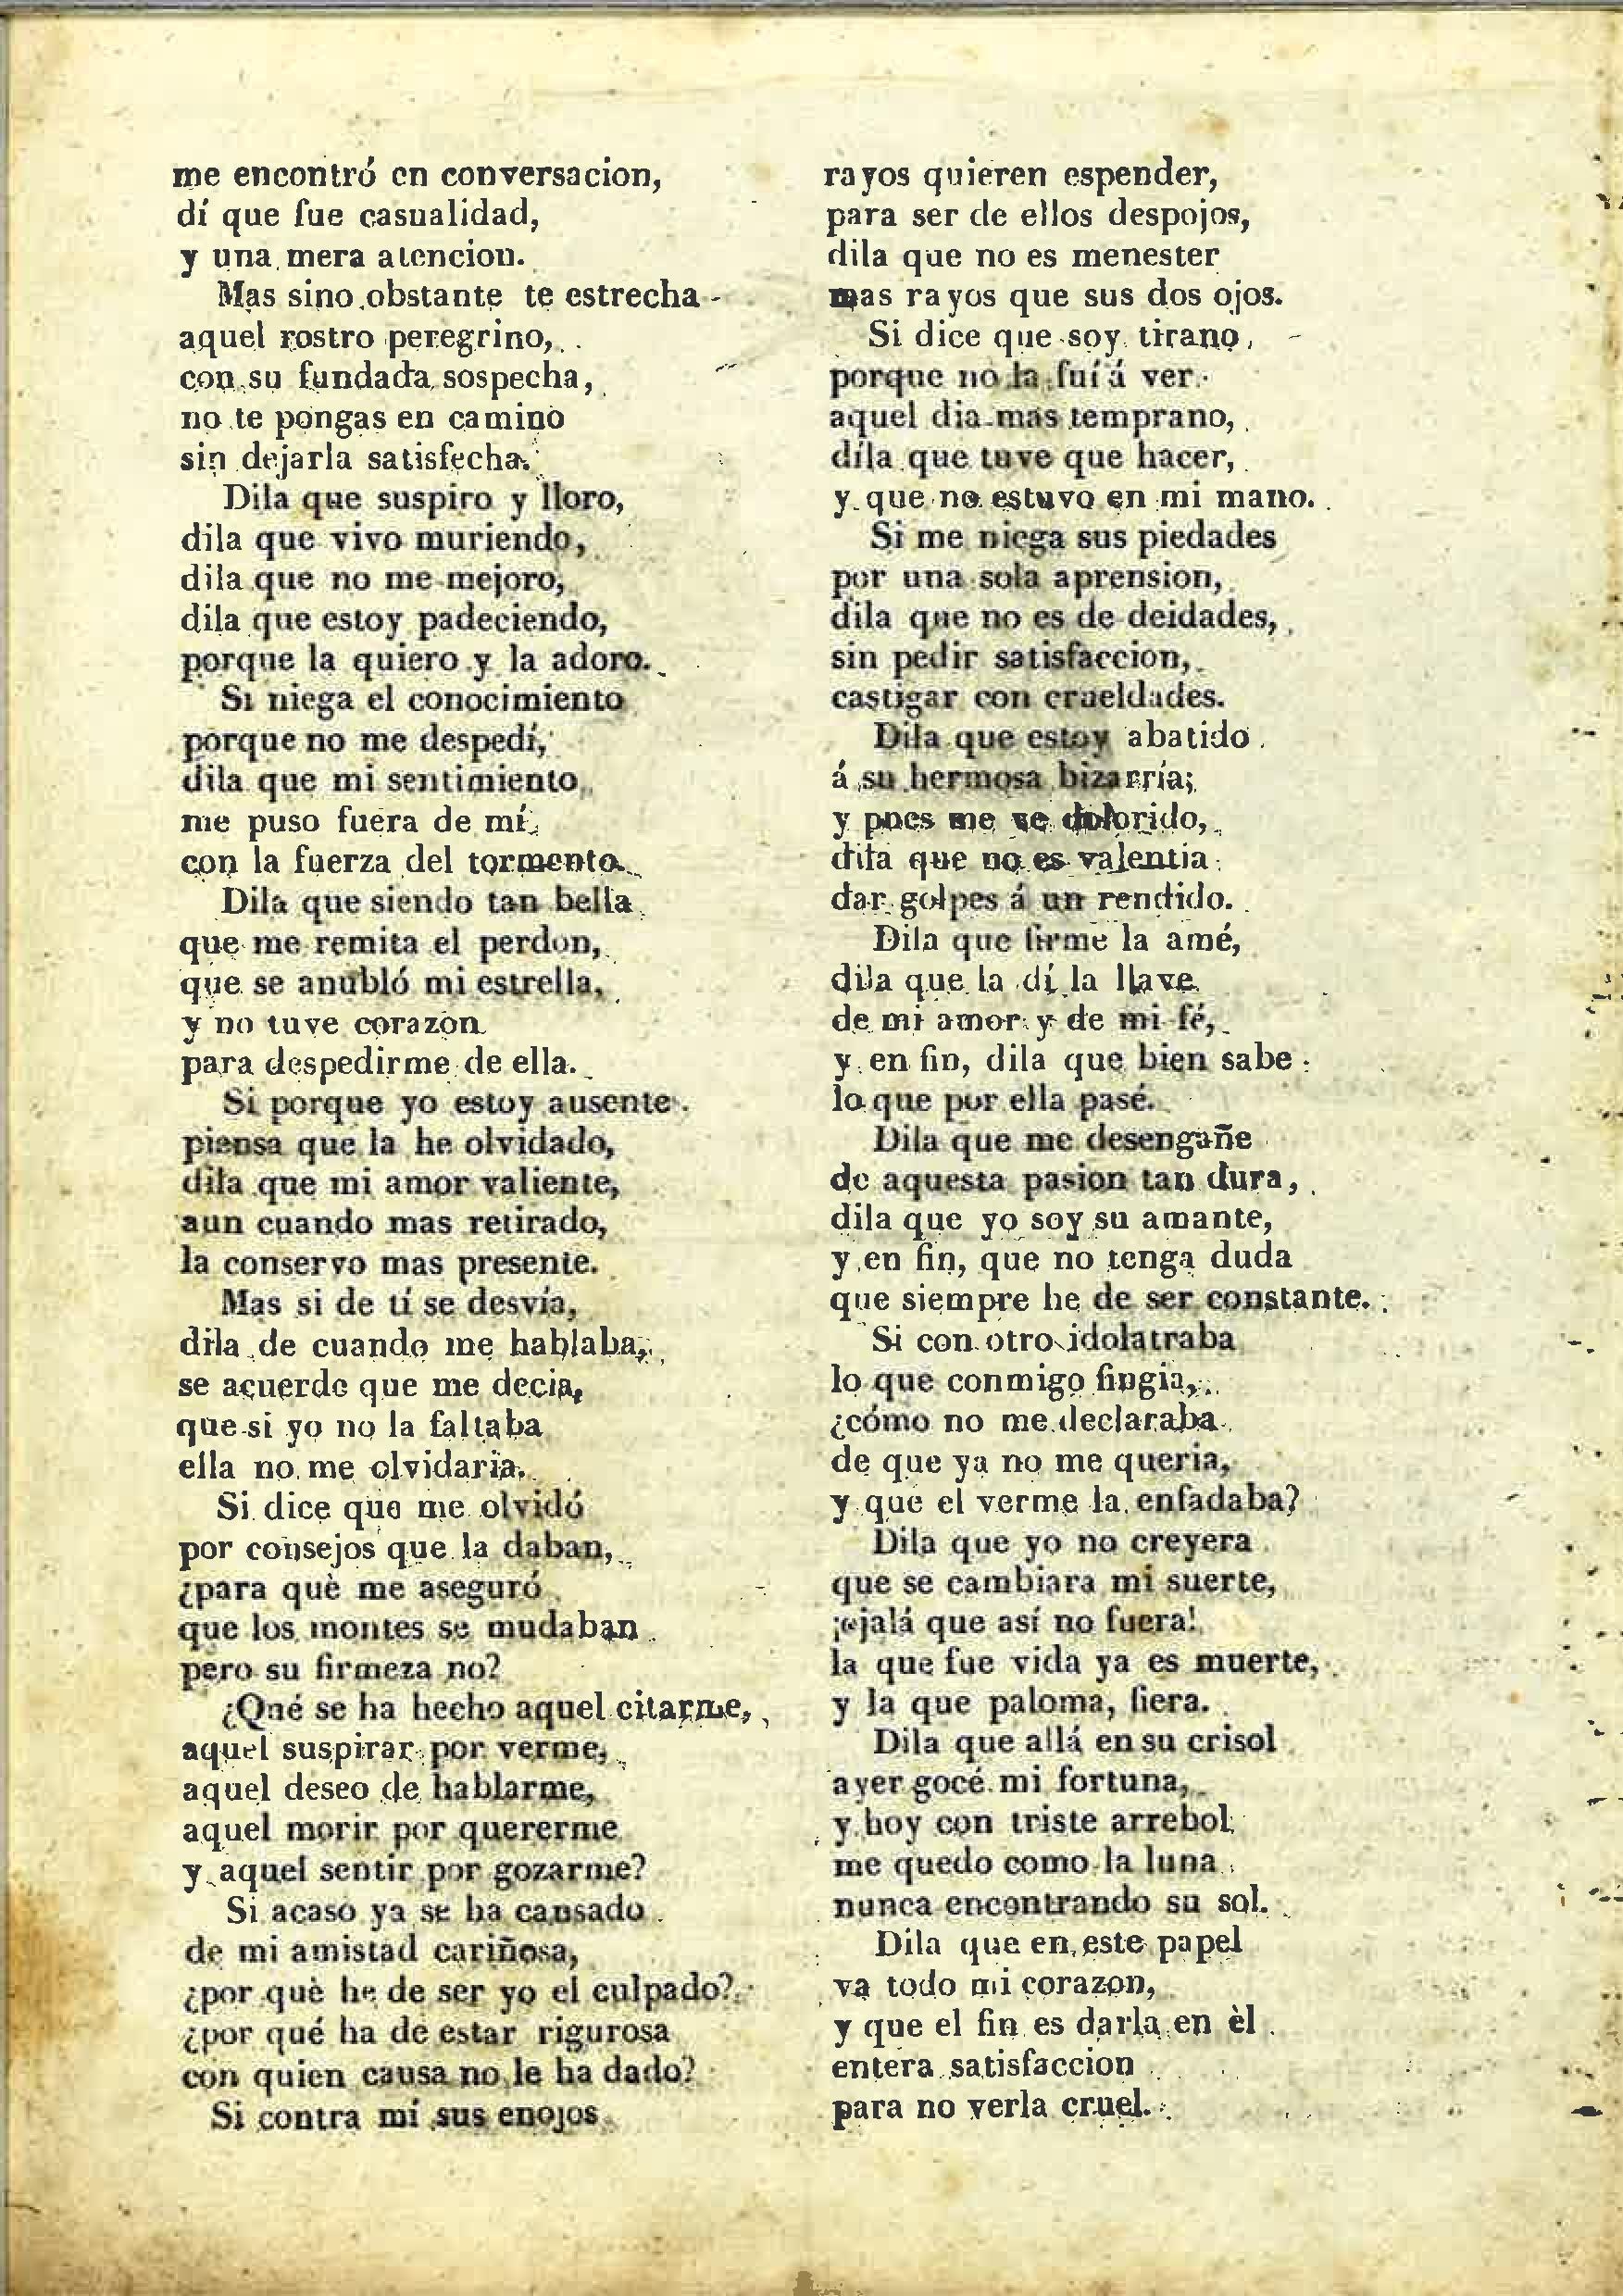 me encontró en conversacion,
dí que fue casualidad,
y una mera atencion.
Mas sino obstante te estrecha
aquel rostro peregrino,
con su fundada sospecha,
no te pongas en camino
sin dejarla satisfecha.
Dila que suspiro y lloro,
dila que vivo muriendo,
dila que no me mejoro,
dila que estoy padeciendo,
porque la quiero y la adoro.
Si niega el conocimiento
porque no me despedí,
dila que mi sentimiento
me puso fuera de mí,
con la fuerza del tormento.
Dila que siendo tan bella
que me remita el perdon,
que se anubló mi estrella,
y no tuve corazon
para despedirme de ella.
Si porque yo estoy ausente
piensa que la he olvidado,
dila que mi amor valiente,
aun cuando mas retirado,
la conservo mas presente.
Mas si de tí se desvía,
dila de cuando me hablaba,
se acuerde que me decia,
que si yo no la faltaba
ella no me olvidaria.
Si dice que me olvidó
por consejos que la daban,
¿para què me aseguró
que los montes se mudaban
pero su firmeza no?
¿Qué se ha hecho aquel citarme,
aquel suspirar por verme,
aquel deseo de hablarme,
aquel morir por quererme
y aquel sentir por gozarme?
Si acaso ya se ha cansado
de mi amistad cariñosa,
¿por què he de ser yo el culpado?
¿por qué ha de estar rigurosa
con quien causa no le ha dado?
Si contra mí sus enojos
rayos quieren espender,
para ser de ellos despojos,
dila que no es menester
mas rayos que sus dos ojos.
Si dice que soy tirano,
porque no la fuí á ver
aquel dia mas temprano,
díla que tuve que hacer,
y que no estuvo en mi mano.
Si me niega sus piedades
por una sola aprension,
dila que no es de deidades,
sin pedir satisfaccion,
castigar con crueldades.
Dila que estoy abatido
á su hermosa bizarría;
y pues me ve dolorido,
dila que no es valentia
dar golpes á un rendido.
Dila que firme la amé,
dila que la dí la llave
de mi amor y de mi fé,
y en fin, dila que bien sabe
lo que por ella pasé.
Dila que me desengañe
de aquesta pasion tan dura,
dila que yo soy su amante,
y en fin, que no tenga duda
que siempre he de ser constante.
Si con otro idolatraba
lo que conmigo fingia,
¿cómo no me declaraba
de que ya no me queria,
y que el verme la enfadaba?
Dila que yo no creyera
que se cambiara mi suerte,
¡ojalá que así no fuera!
la que fue vida ya es muerte,
y la que paloma, fiera.
Dila que allá en su crisol
ayer gocé mi fortuna,
y hoy con triste arrebol
me quedo como la luna
nunca encontrando su sol.
Dila que en este papel
va todo mi corazon,
y que el fin es darla en èl
entera satisfaccion
para no verla cruel.